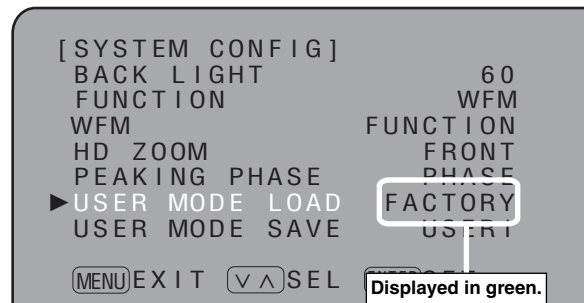 [SYSTEM CONFIG]
BACK LIGHT 60
FUNCTION WFM
WFM FUNCTION
HD ZOOM FRONT
PEAKING PHASE PHASE
▶USER MODE LOAD FACTORY
USER MODE SAVE USER1
MENU EXIT ∨ ∧ SEL
Displayed in green.